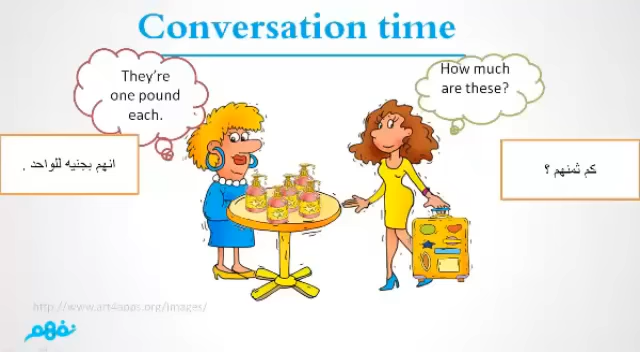 Conversation time
They're
one pound
each.
How much
are these?
انهم بجنيه للواحد .
كم ثمنهم ؟
http://www.art4apps.org/images/
نفهم